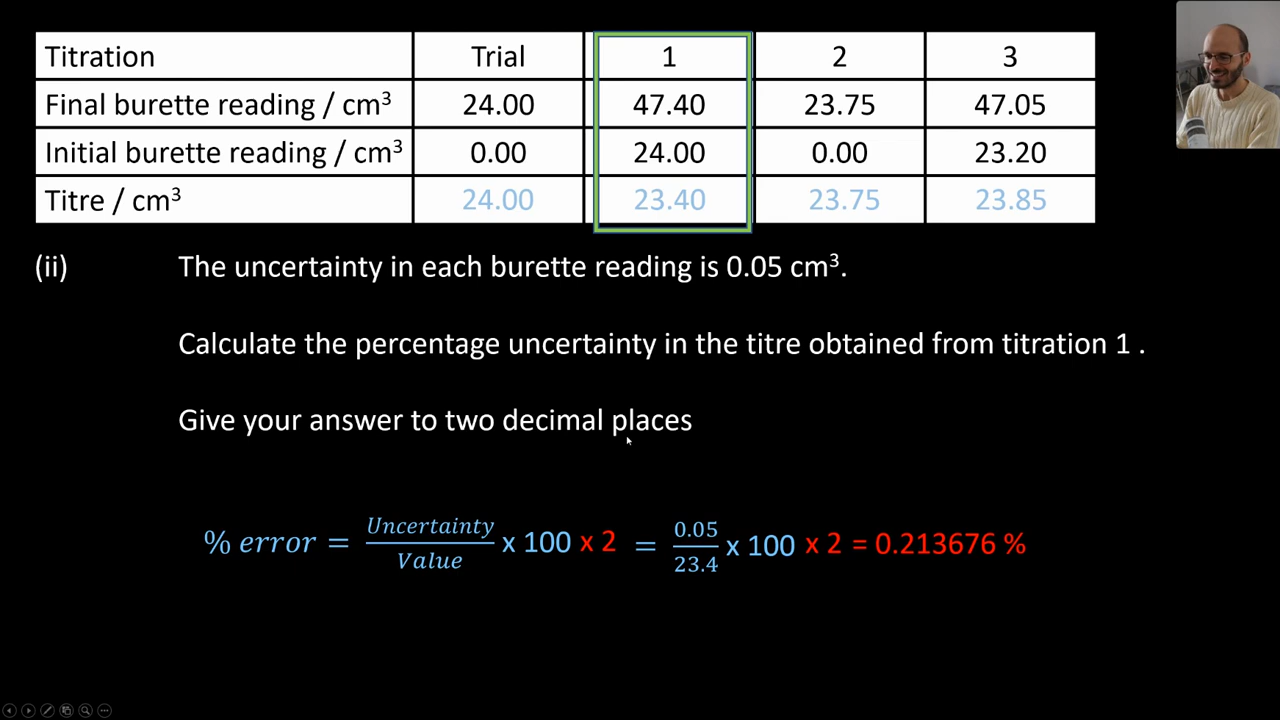 Titration Trial 1 2 3
Final burette reading / cm³ 24.00 47.40 23.75 47.05
Initial burette reading / cm³ 0.00 24.00 0.00 23.20
Titre / cm³ 24.00 23.40 23.75 23.85
(ii) The uncertainty in each burette reading is 0.05 cm³.
Calculate the percentage uncertainty in the titre obtained from titration 1 .
Give your answer to two decimal places
% error = Uncertainty/Value x 100 x 2 = 0.05/23.4 x 100 x 2 = 0.213676 %